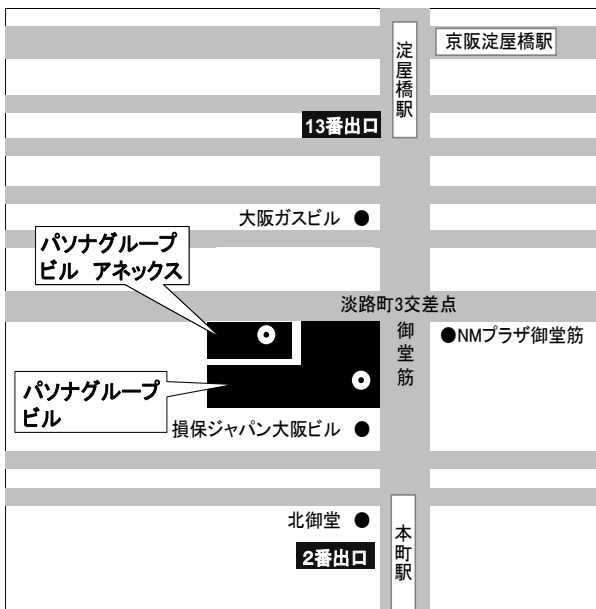 京阪淀屋橋駅
淀屋橋駅
13番出口
大阪ガスビル
パソナグループ
ビル アネックス
淡路町3交差点
御堂筋
NMプラザ御堂筋
パソナグループ
ビル
損保ジャパン大阪ビル
北御堂
本町駅
2番出口